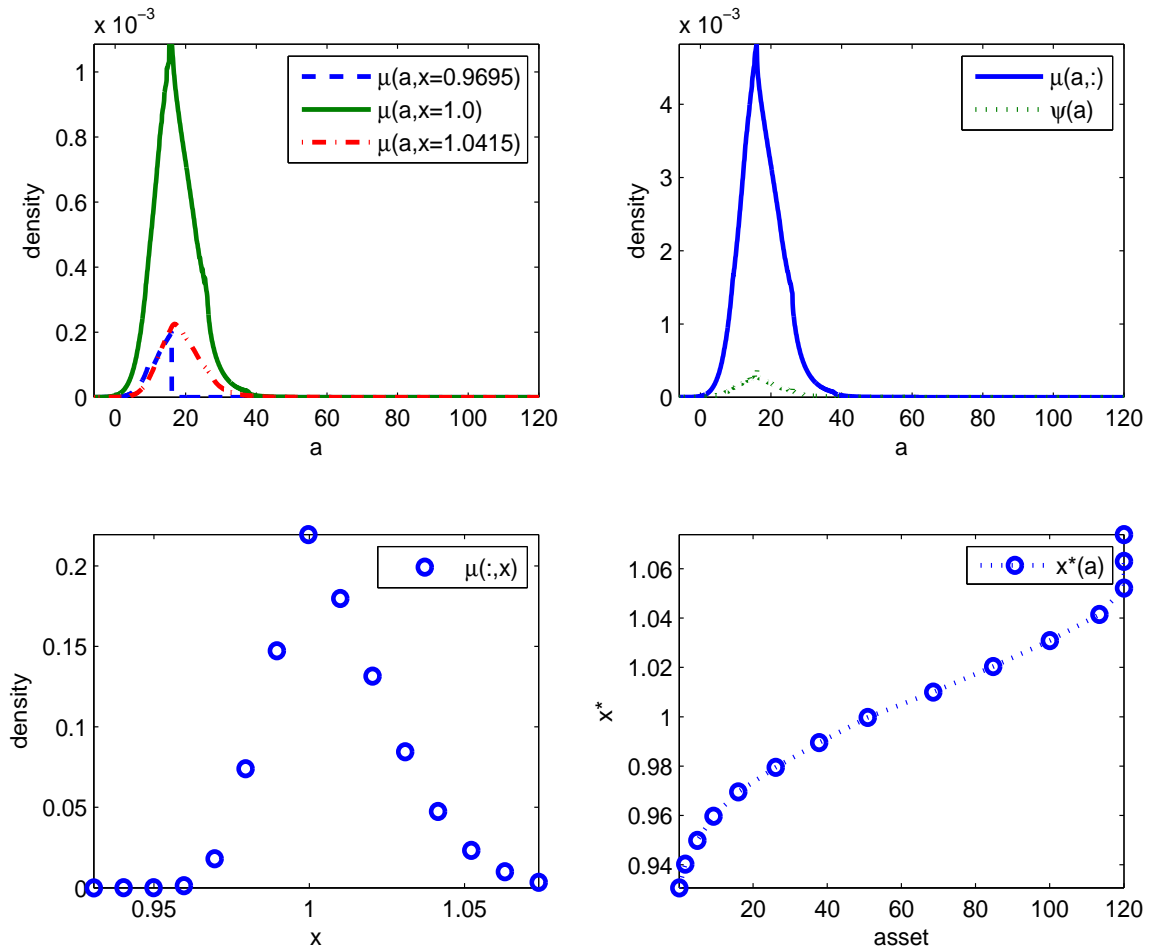 x 10⁻³
1
0.8
0.6
0.4
0.2
0
density
0 20 40 60 80 100 120
a
μ(a,x=0.9695)
μ(a,x=1.0)
μ(a,x=1.0415)
x 10⁻³
4
3
2
1
0
density
0 20 40 60 80 100 120
a
μ(a,:)
ψ(a)
0.2
0.15
0.1
0.05
0
density
0.95 1 1.05
x
μ(:,x)
1.06
1.04
1.02
1
0.98
0.96
0.94
x*
20 40 60 80 100 120
asset
x*(a)